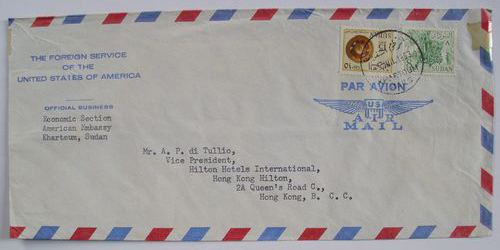 THE FOREIGN SERVICE
OF THE
UNITED STATES OF AMERICA
OFFICIAL BUSINESS
Economic Section
American Embassy
Khartoum, Sudan
SUDAN
PAR AVION
USA
AIR
MAIL
Mr. A. P. di Tullio,
Vice President,
Hilton Hotels International,
Hong Kong Hilton,
2A Queen's Road C.,
Hong Kong, B. C. C.